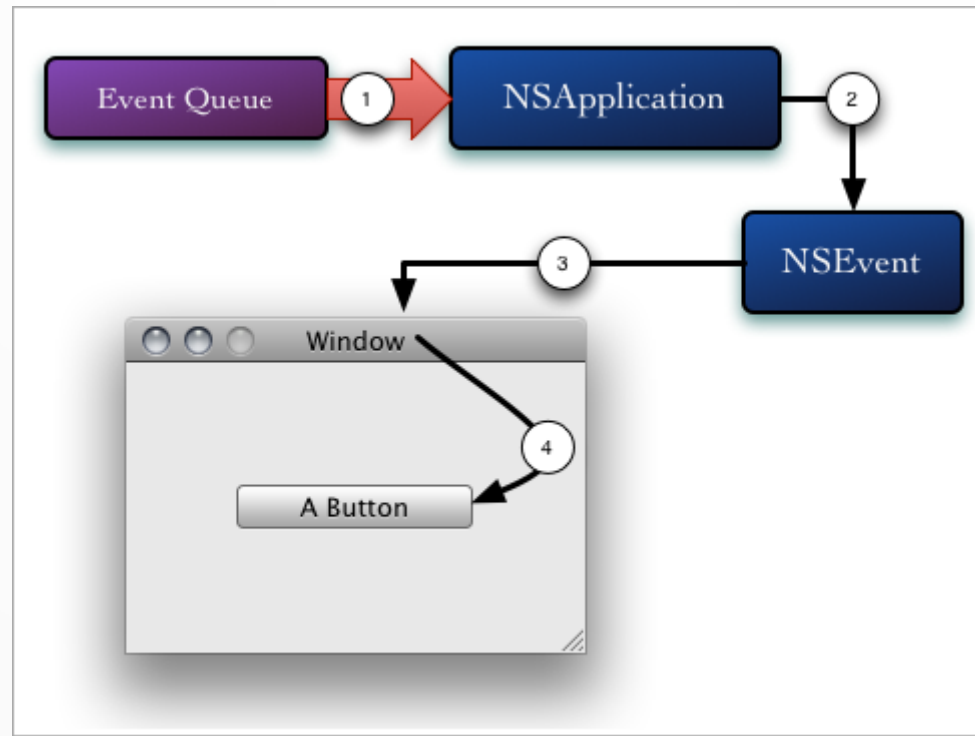 Event Queue
1
NSApplication
2
NSEvent
3
Window
4
A Button